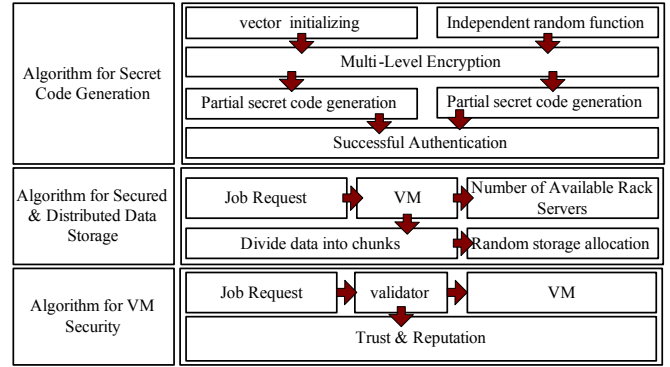 Algorithm for Secret
Code Generation
vector initializing
Independent random function
Multi-Level Encryption
Partial secret code generation
Partial secret code generation
Successful Authentication
Algorithm for Secured
& Distributed Data
Storage
Job Request
VM
Number of Available Rack
Servers
Divide data into chunks
Random storage allocation
Algorithm for VM
Security
Job Request
validator
VM
Trust & Reputation